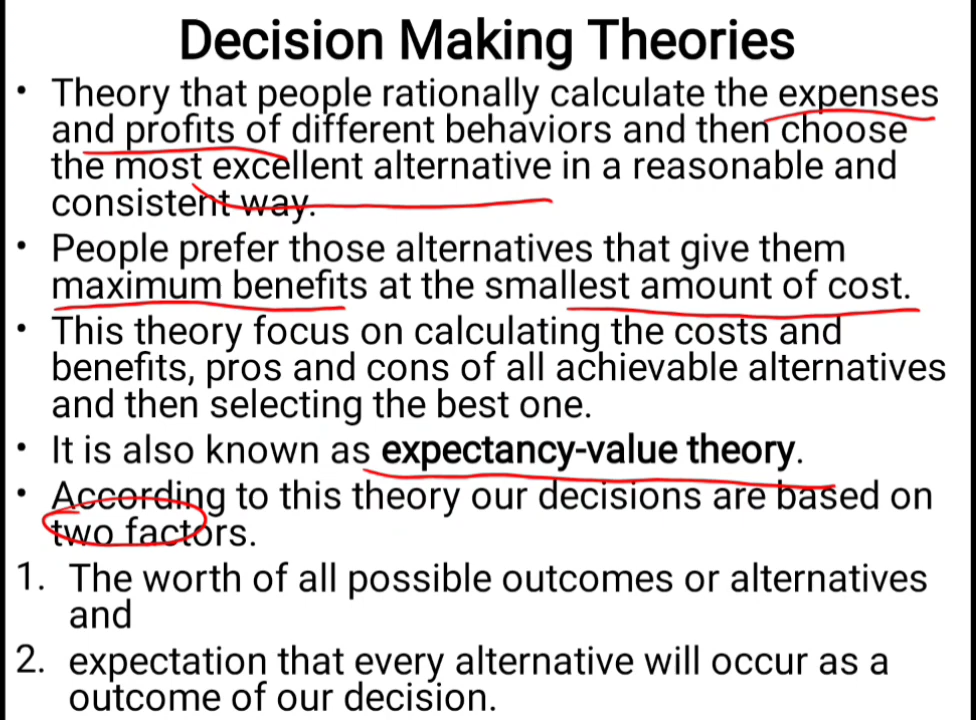 Decision Making Theories
• Theory that people rationally calculate the expenses
and profits of different behaviors and then choose
the most excellent alternative in a reasonable and
consistent way.
• People prefer those alternatives that give them
maximum benefits at the smallest amount of cost.
• This theory focus on calculating the costs and
benefits, pros and cons of all achievable alternatives
and then selecting the best one.
• It is also known as expectancy-value theory.
• According to this theory our decisions are based on
two factors.
1. The worth of all possible outcomes or alternatives
and
2. expectation that every alternative will occur as a
outcome of our decision.